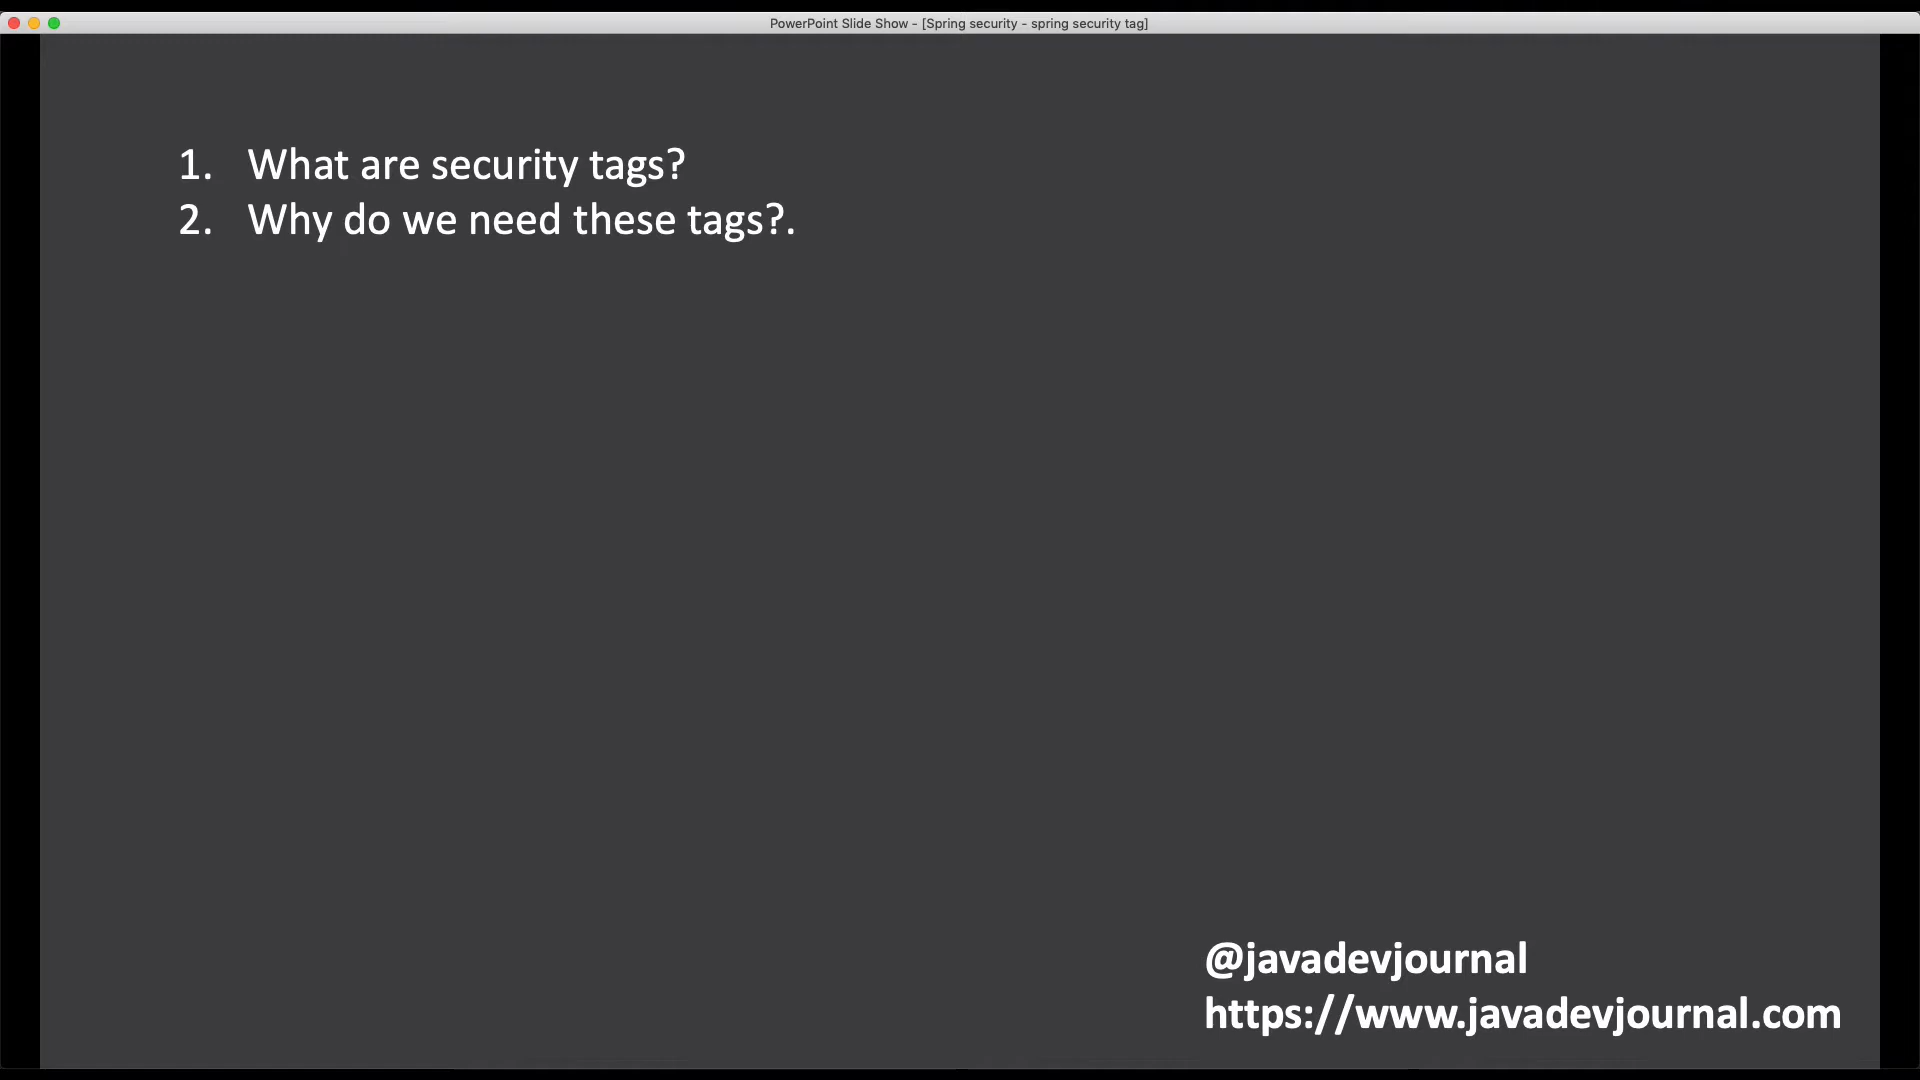 PowerPoint Slide Show - [Spring security - spring security tag]
1. What are security tags?
2. Why do we need these tags?.
@javadevjournal
https://www.javadevjournal.com